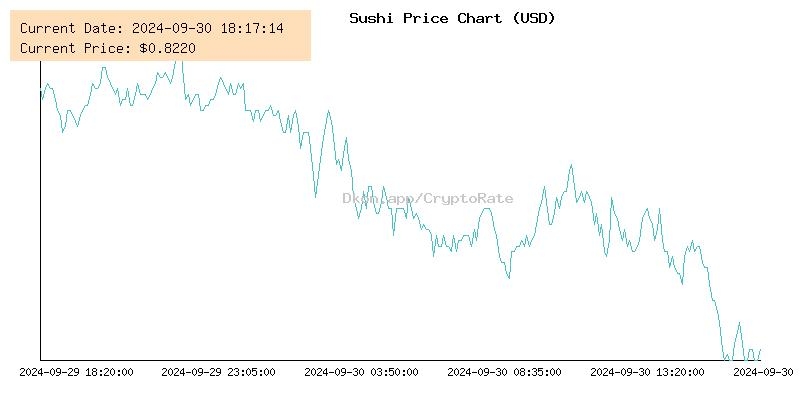 Sushi Price Chart (USD)
Current Date: 2024-09-30 18:17:14
Current Price: $0.8220
Dkon.app/CryptoRate
2024-09-29 18:20:00 2024-09-29 23:05:00 2024-09-30 03:50:00 2024-09-30 08:35:00 2024-09-30 13:20:00 2024-09-30